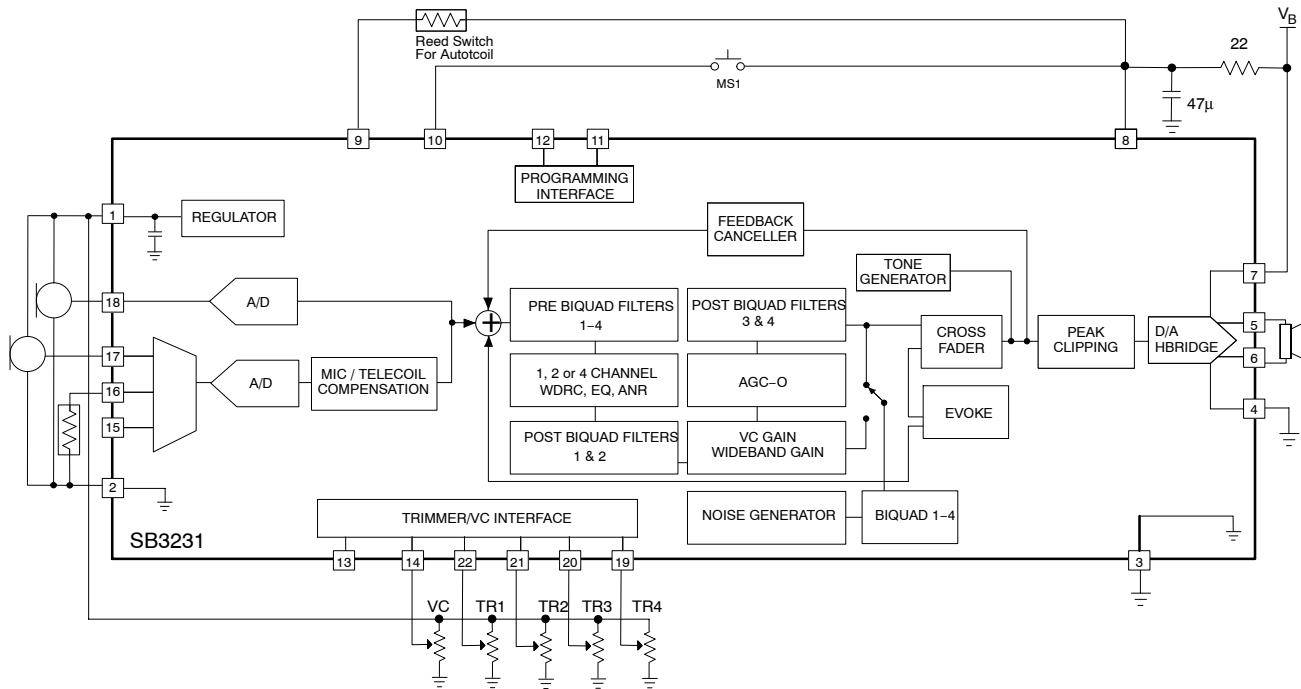 V_B
Reed Switch
For Autotcoil
22
MS1
47μ
9
10
12
11
8
PROGRAMMING
INTERFACE
1
REGULATOR
FEEDBACK
CANCELLER
TONE
GENERATOR
7
18
A/D
PRE BIQUAD FILTERS
1–4
POST BIQUAD FILTERS
3 & 4
CROSS
FADER
PEAK
CLIPPING
D/A
HBRIDGE
5
6
17
16
15
A/D
MIC / TELECOIL
COMPENSATION
1, 2 or 4 CHANNEL
WDRC, EQ, ANR
AGC–O
EVOKE
4
POST BIQUAD FILTERS
1 & 2
VC GAIN
WIDEBAND GAIN
2
TRIMMER/VC INTERFACE
NOISE GENERATOR
BIQUAD 1–4
SB3231
13
14
22
21
20
19
3
VC
TR1
TR2
TR3
TR4